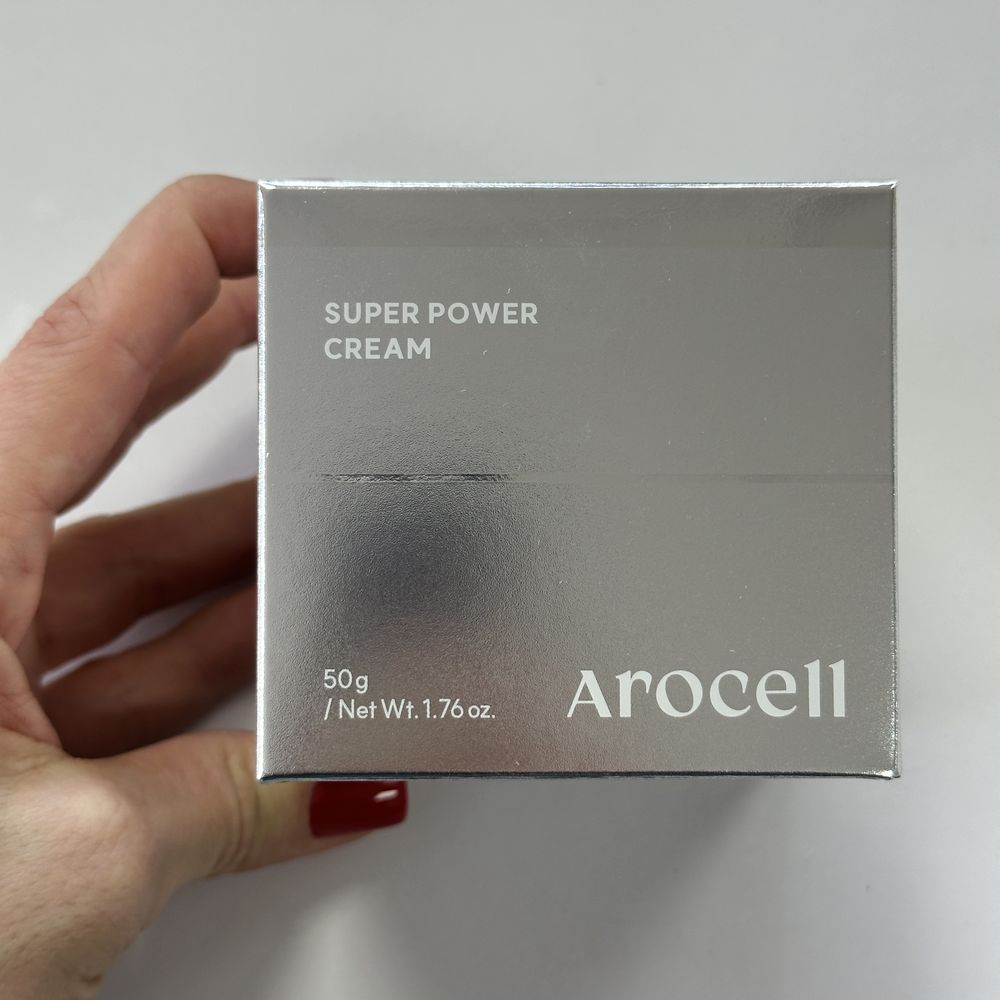 SUPER POWER
CREAM
50g
/ Net Wt. 1.76 oz.
Arocell